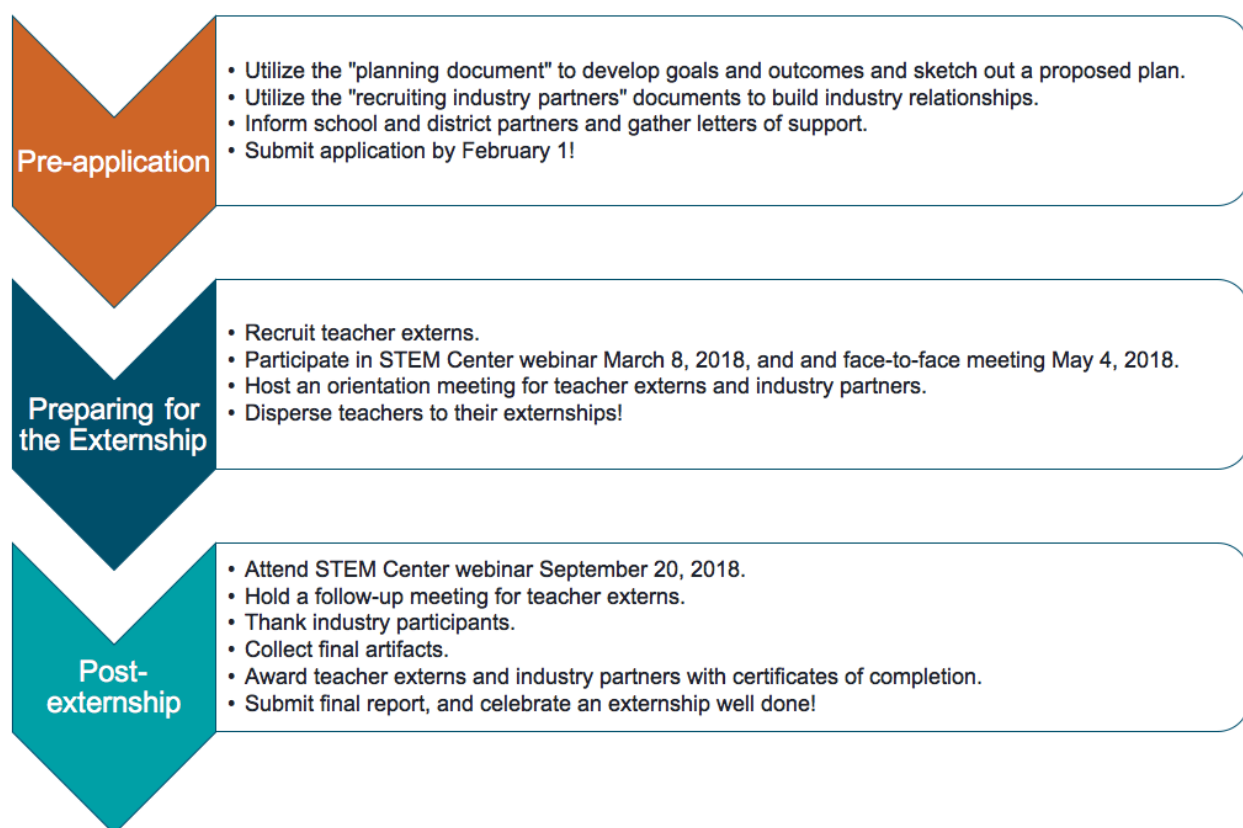 Pre-application
• Utilize the "planning document" to develop goals and outcomes and sketch out a proposed plan.
• Utilize the "recruiting industry partners" documents to build industry relationships.
• Inform school and district partners and gather letters of support.
• Submit application by February 1!
Preparing for
the Externship
• Recruit teacher externs.
• Participate in STEM Center webinar March 8, 2018, and and face-to-face meeting May 4, 2018.
• Host an orientation meeting for teacher externs and industry partners.
• Disperse teachers to their externships!
Post-
externship
• Attend STEM Center webinar September 20, 2018.
• Hold a follow-up meeting for teacher externs.
• Thank industry participants.
• Collect final artifacts.
• Award teacher externs and industry partners with certificates of completion.
• Submit final report, and celebrate an externship well done!